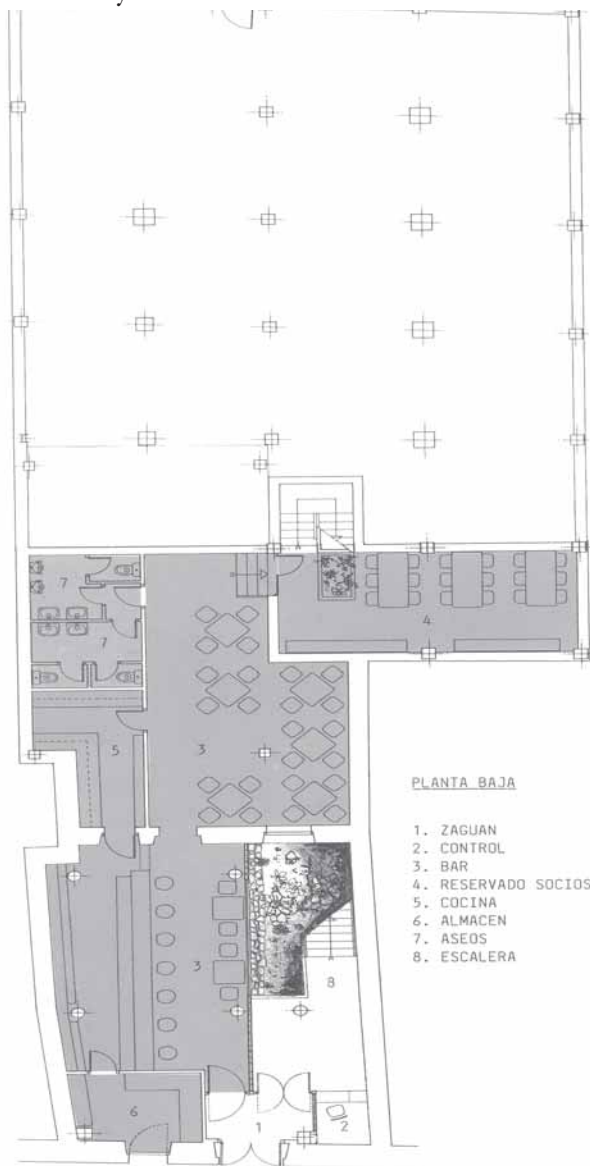 7
7
4
5
3
3
8
6
1
2
PLANTA BAJA
1. ZAGUAN
2. CONTROL
3. BAR
4. RESERVADO SOCIOS
5. COCINA
6. ALMACEN
7. ASEOS
8. ESCALERA